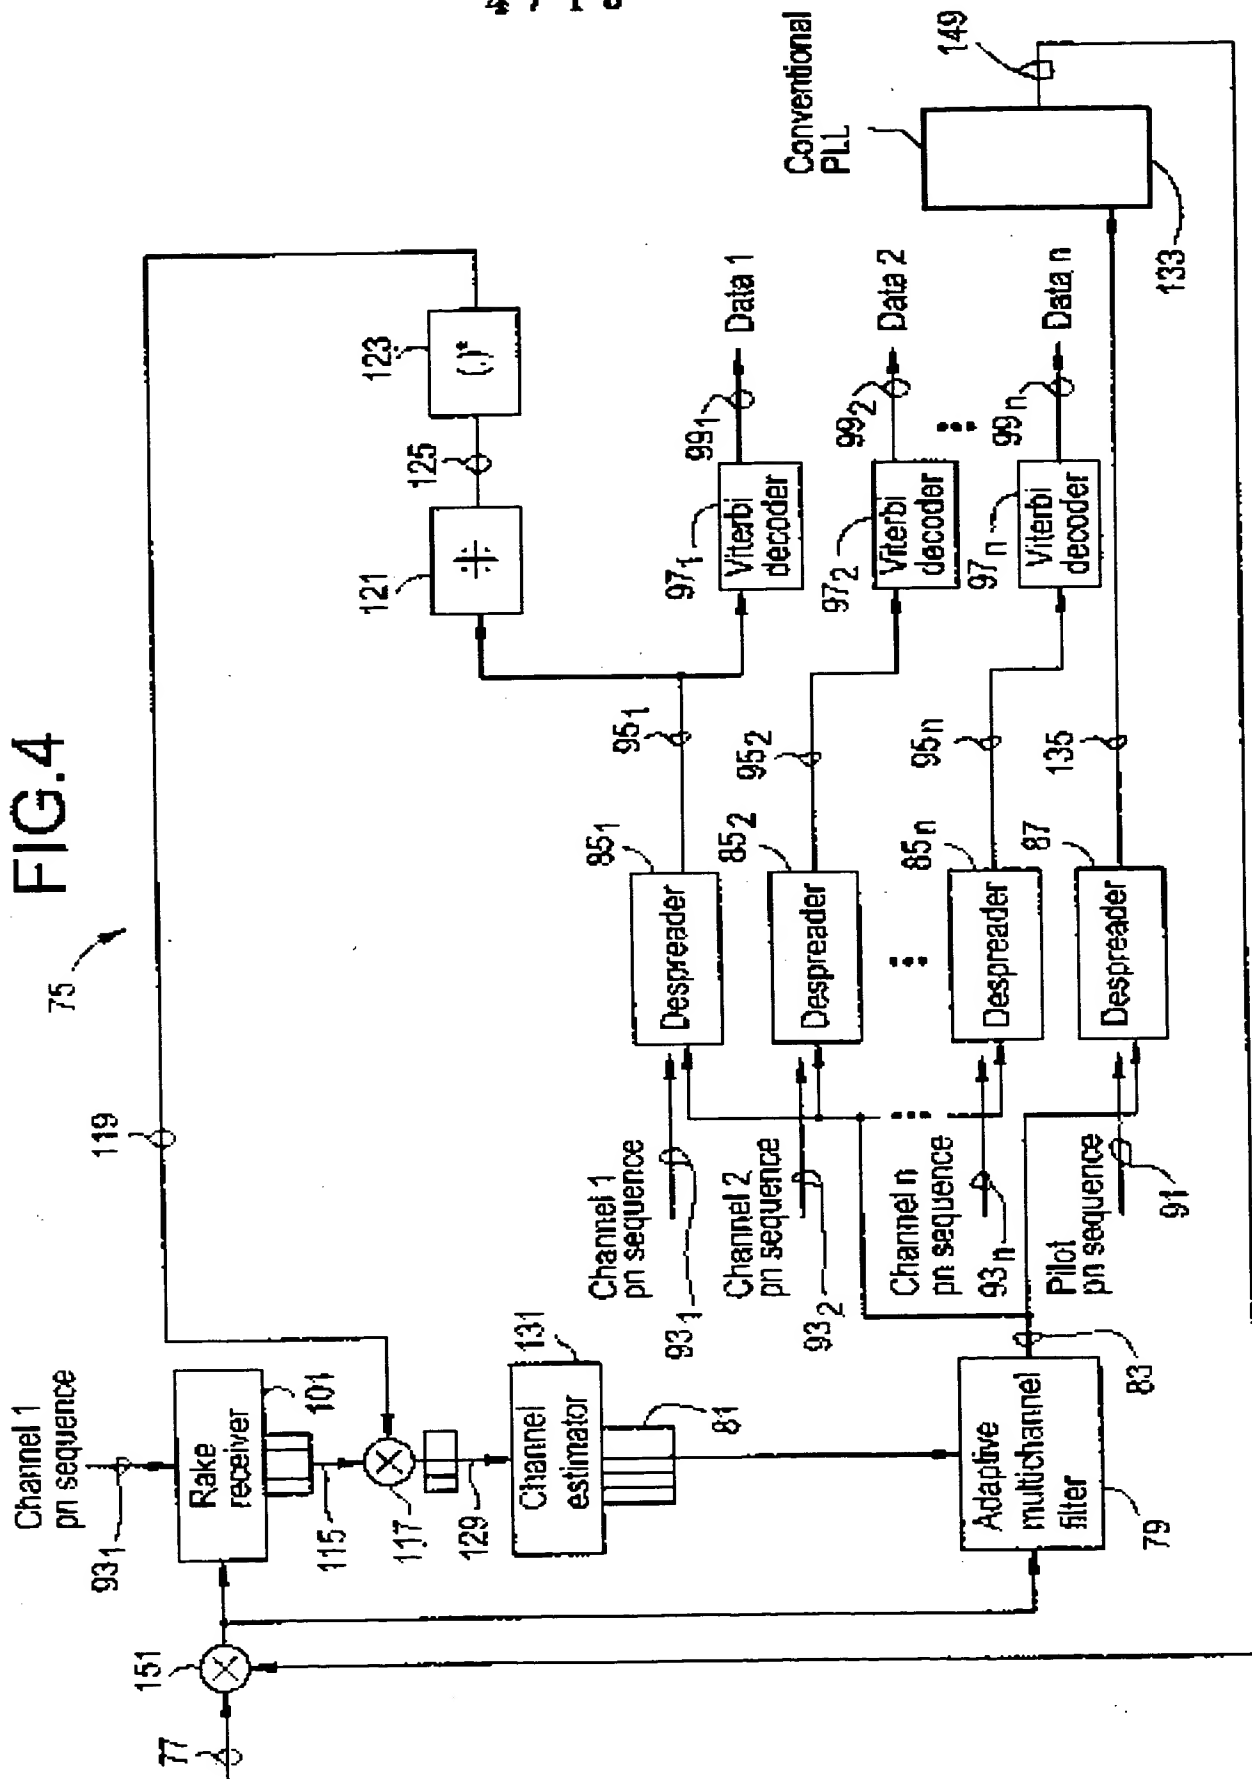 FIG.4
75
Channel 1
pn sequence
93₁
Rake
receiver
101
151
77
115
117
119
129
Channel
estimator
131
81
Adaptive
multichannel
filter
79
83
Channel 1
pn sequence
93₁
Channel 2
pn sequence
93₂
Channel n
pn sequence
93n
Pilot
pn sequence
91
Despreader
85₁
Despreader
85₂
Despreader
85n
Despreader
87
95₁
95₂
95n
135
121
125
123
(.)*
Viterbi
decoder
97₁
99₁
Data 1
Viterbi
decoder
97₂
99₂
Data 2
Viterbi
decoder
97n
99n
Data n
Conventional
PLL
133
149